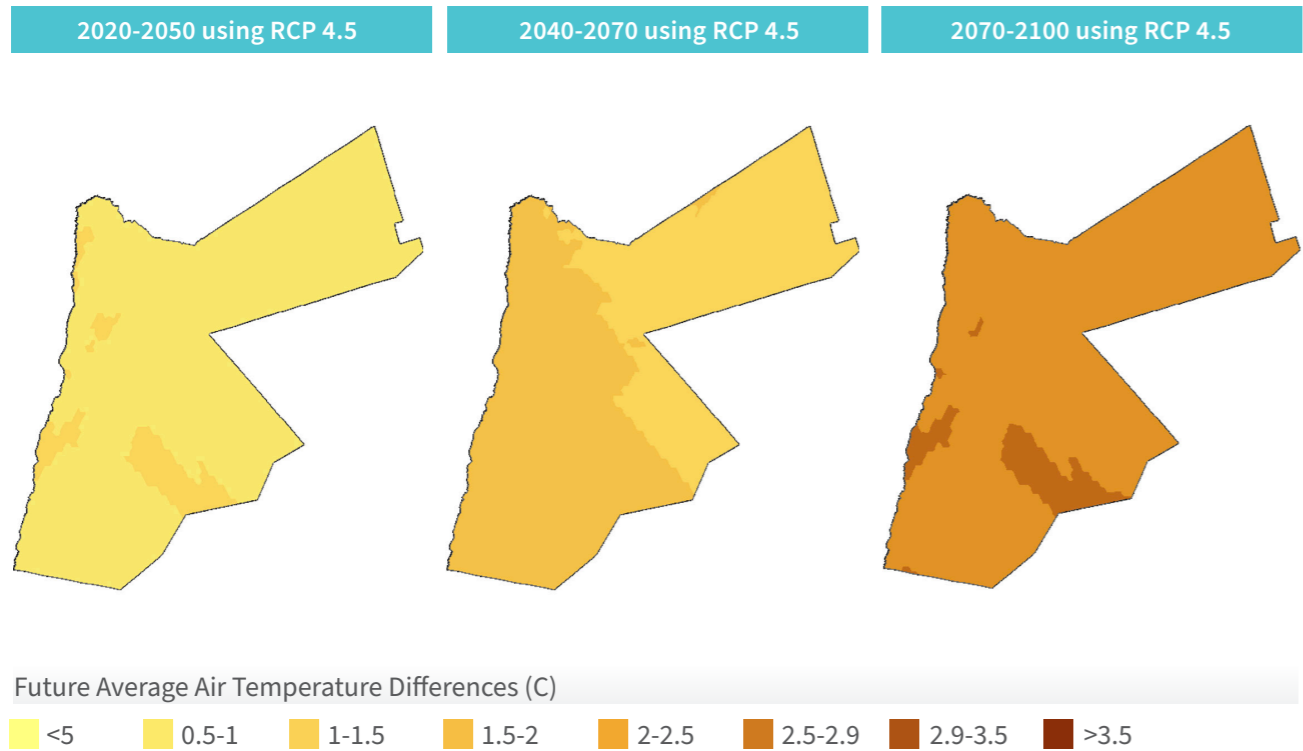 2020-2050 using RCP 4.5
2040-2070 using RCP 4.5
2070-2100 using RCP 4.5
Future Average Air Temperature Differences (C)
<5
0.5-1
1-1.5
1.5-2
2-2.5
2.5-2.9
2.9-3.5
>3.5